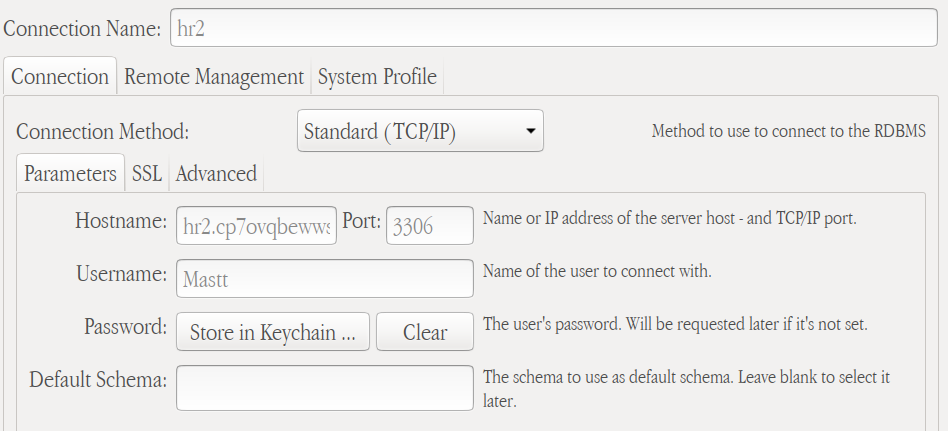 Connection Name: hr2
Connection Remote Management System Profile
Connection Method: Standard (TCP/IP) Method to use to connect to the RDBMS
Parameters SSL Advanced
Hostname: hr2.cp7ovqbewws Port: 3306 Name or IP address of the server host - and TCP/IP port.
Username: Mastt Name of the user to connect with.
Password: Store in Keychain ... Clear The user's password. Will be requested later if it's not set.
Default Schema: The schema to use as default schema. Leave blank to select it
later.